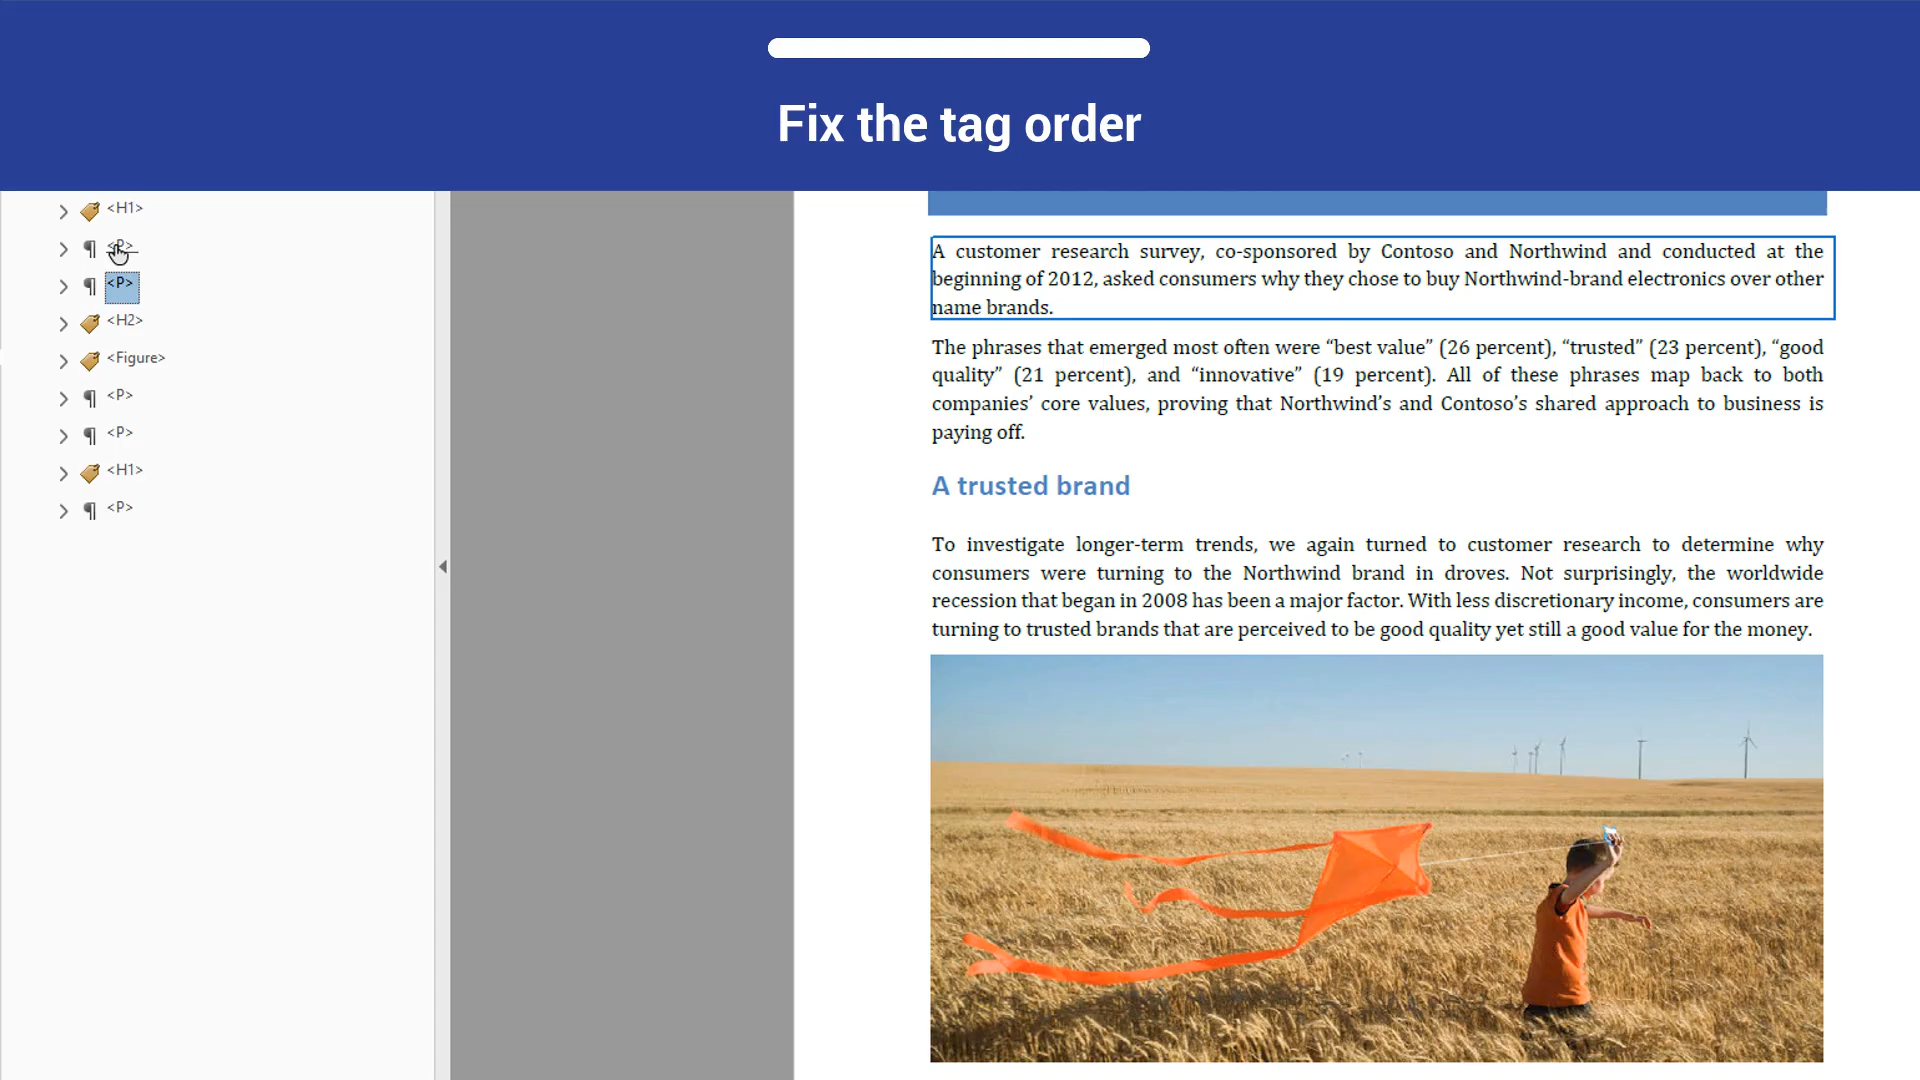 Fix the tag order
<H1>
<P>
<P>
<H2>
<Figure>
<P>
<P>
<H1>
<P>
A customer research survey, co-sponsored by Contoso and Northwind and conducted at the
beginning of 2012, asked consumers why they chose to buy Northwind-brand electronics over other
name brands.
The phrases that emerged most often were “best value” (26 percent), “trusted” (23 percent), “good
quality” (21 percent), and “innovative” (19 percent). All of these phrases map back to both
companies’ core values, proving that Northwind’s and Contoso’s shared approach to business is
paying off.
A trusted brand
To investigate longer-term trends, we again turned to customer research to determine why
consumers were turning to the Northwind brand in droves. Not surprisingly, the worldwide
recession that began in 2008 has been a major factor. With less discretionary income, consumers are
turning to trusted brands that are perceived to be good quality yet still a good value for the money.